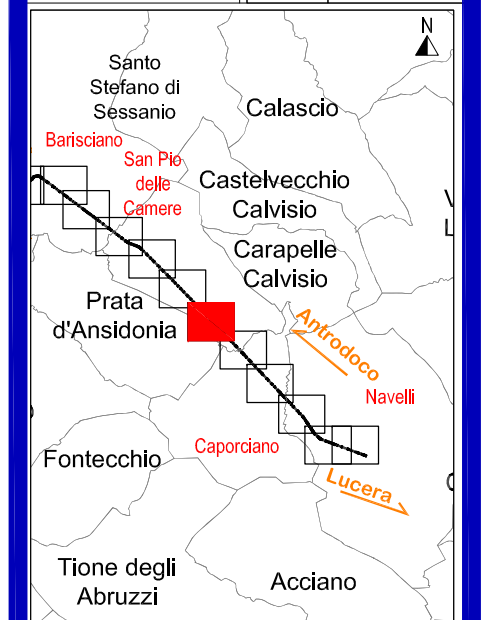 N
Santo
Stefano di
Sessanio
Calascio
Barisciano
San Pio
delle
Camere
Castelvecchio
Calvisio
Carapelle
Calvisio
Prata
d'Ansidonia
Antrodoco
Navelli
Caporciano
Fontecchio
Lucera
Tione degli
Abruzzi
Acciano